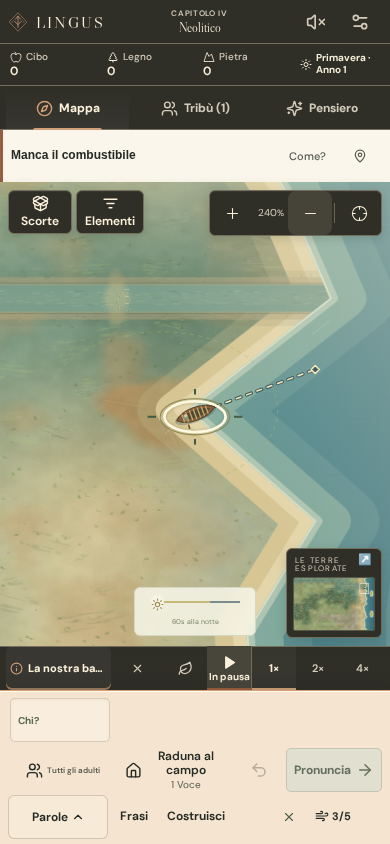 LINGUS
CAPITOLO IV
Neolitico
Cibo
0
Legno
0
Pietra
0
Primavera ·
Anno 1
Mappa
Tribù (1)
Pensiero
Manca il combustibile
Come?
Scorte
Elementi
240%
LE TERRE
ESPLORATE
60s alla notte
La nostra ba...
In pausa
1×
2×
4×
Chi?
Tutti gli adulti
Raduna al
campo
1 Voce
Pronuncia
Parole
Frasi
Costruisci
3/5